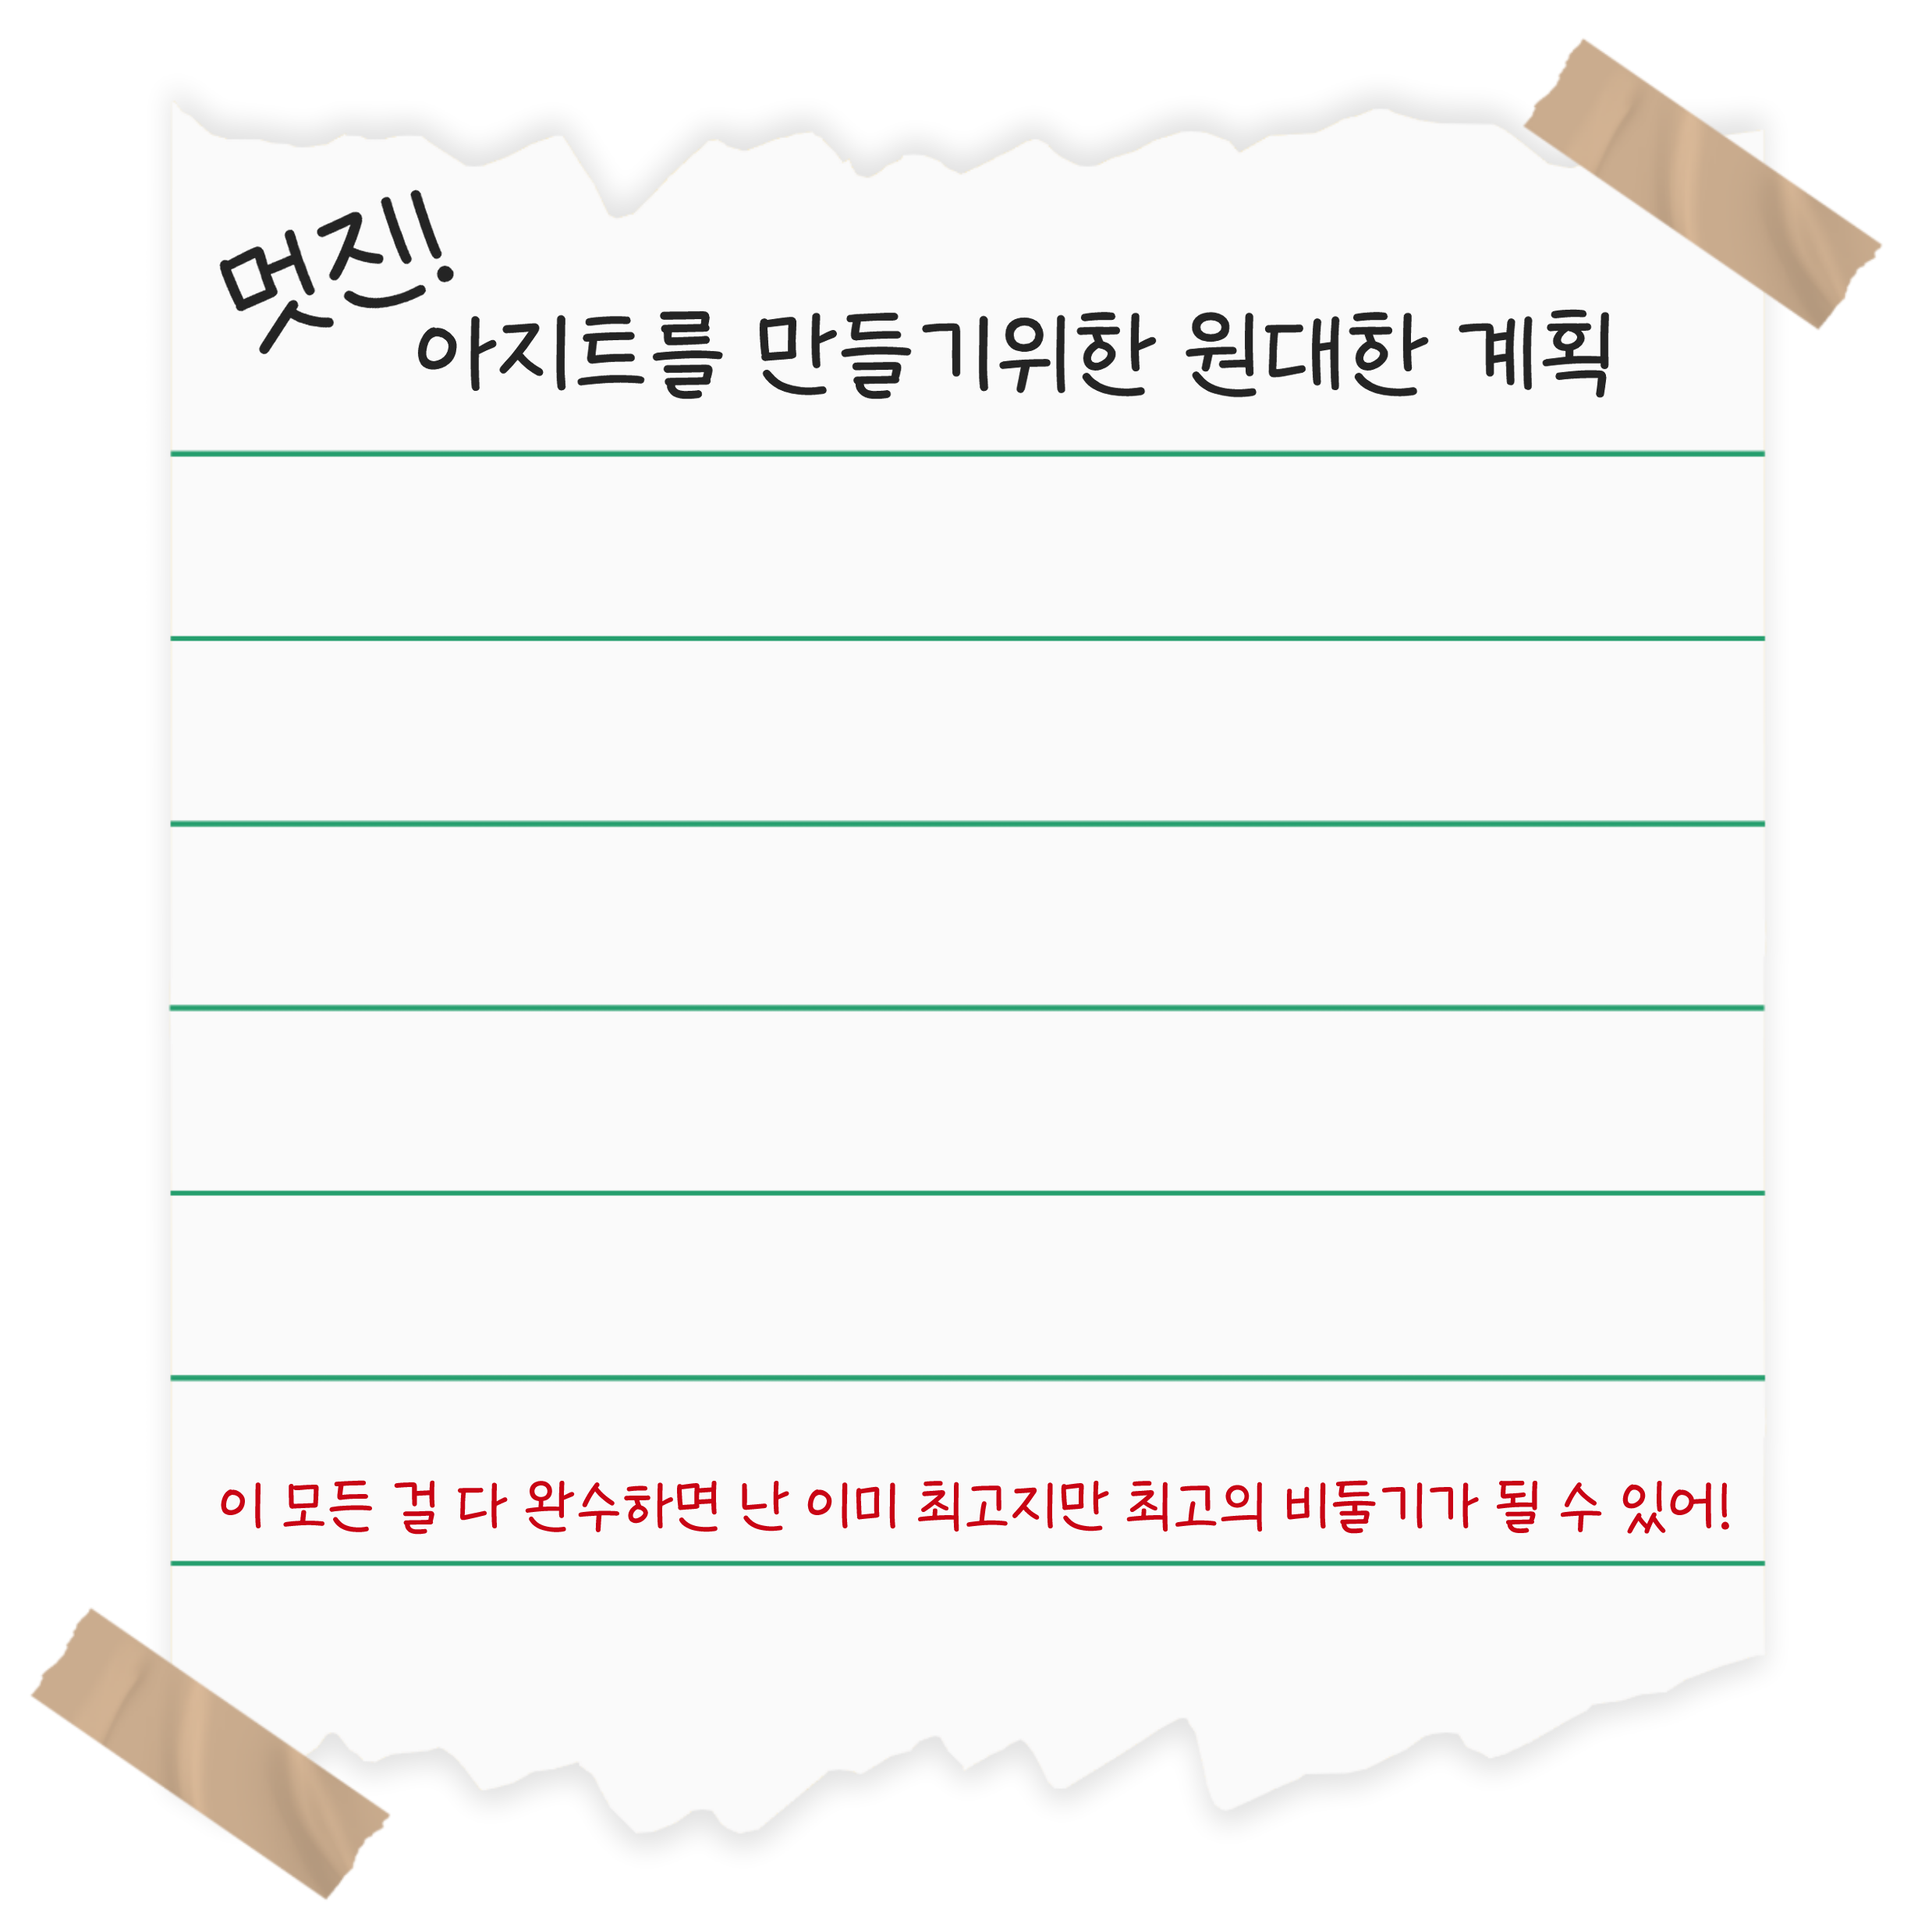 멋진!
아지트를 만들기위한 원대한 계획
이 모든 걸 다 완수하면 난 이미 최고지만 최고의 비둘기가 될 수 있어!